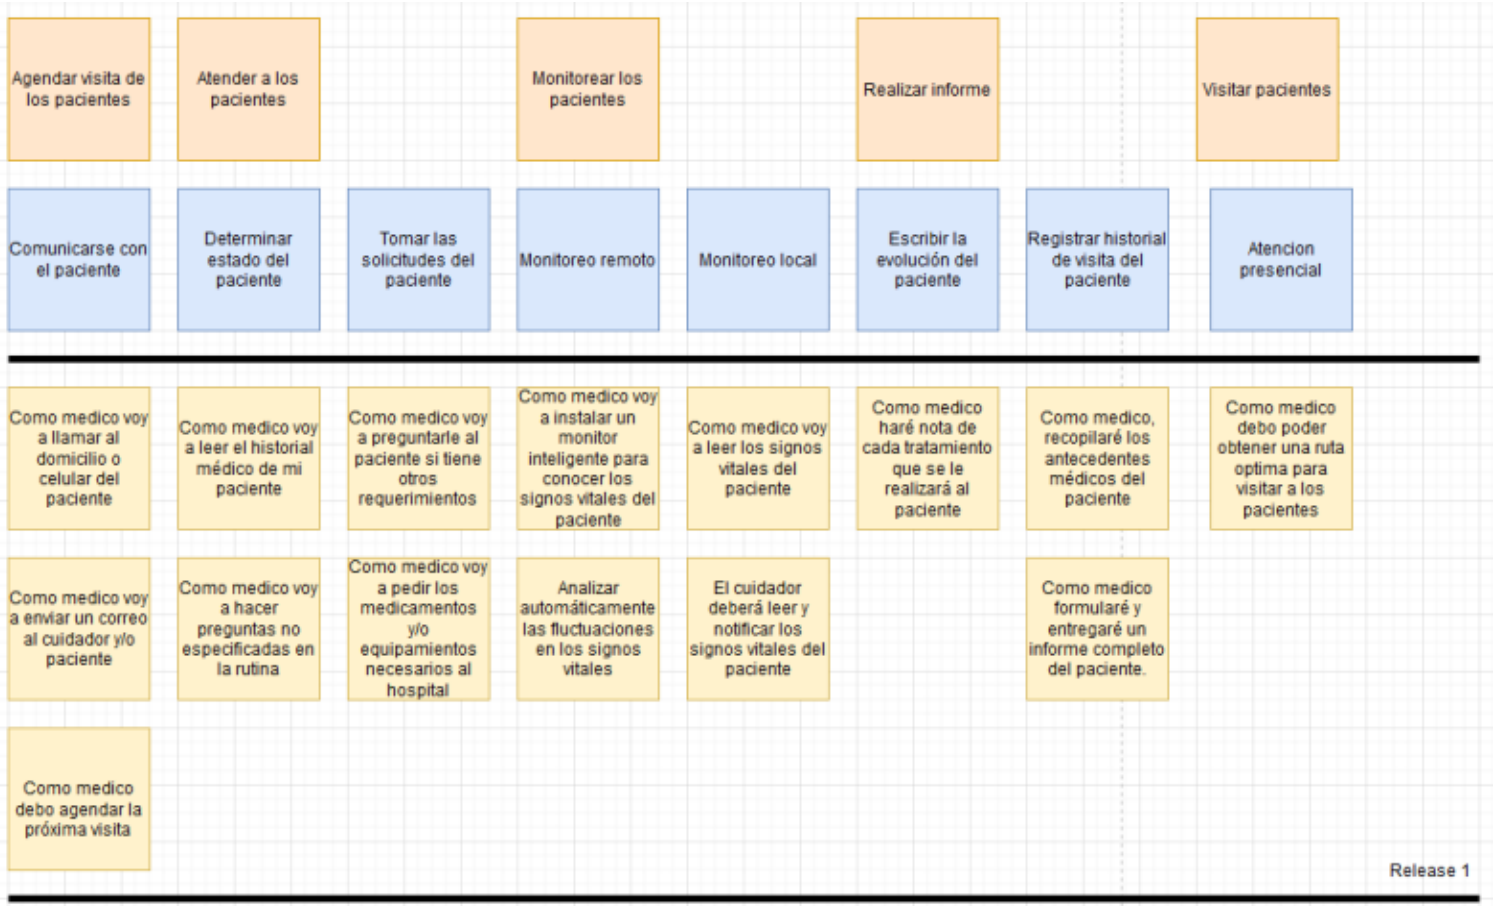 Agendar visita de
los pacientes
Atender a los
pacientes
Monitorear los
pacientes
Realizar informe
Visitar pacientes
Comunicarse con
el paciente
Determinar
estado del
paciente
Tomar las
solicitudes del
paciente
Monitoreo remoto
Monitoreo local
Escribir la
evolución del
paciente
Registrar historial
de visita del
paciente
Atencion
presencial
Como medico voy
a llamar al
domicilio o
celular del
paciente
Como medico voy
a leer el historial
médico de mi
paciente
Como medico voy
a preguntarle al
paciente si tiene
otros
requerimientos
Como medico voy
a instalar un
monitor
inteligente para
conocer los
signos vitales del
paciente
Como medico voy
a leer los signos
vitales del
paciente
Como medico
haré nota de
cada tratamiento
que se le
realizará al
paciente
Como medico,
recopilaré los
antecedentes
médicos del
paciente
Como medico
debo poder
obtener una ruta
optima para
visitar a los
pacientes
Como medico voy
a enviar un correo
al cuidador y/o
paciente
Como medico voy
a hacer
preguntas no
especificadas en
la rutina
Como medico voy
a pedir los
medicamentos
y/o
equipamientos
necesarios al
hospital
Analizar
automáticamente
las fluctuaciones
en los signos
vitales
El cuidador
deberá leer y
notificar los
signos vitales del
paciente
Como medico
formularé y
entregaré un
informe completo
del paciente.
Como medico
debo agendar la
próxima visita
Release 1